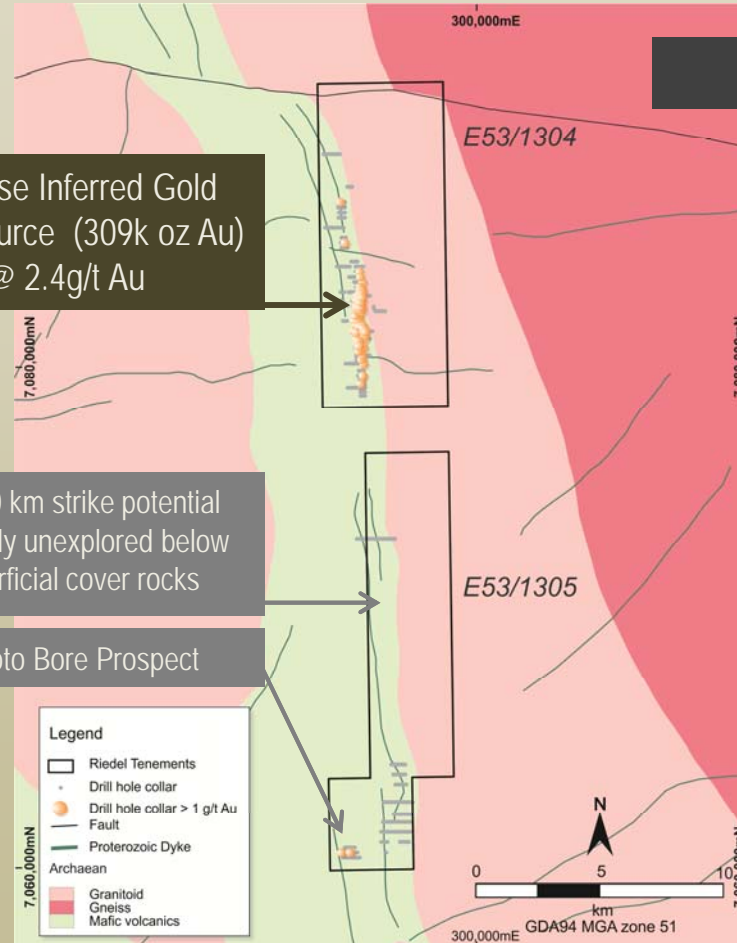 300,000mE
E53/1304
se Inferred Gold
urce (309k oz Au)
@ 2.4g/t Au
7,080,000mN
km strike potential
ly unexplored below
rficial cover rocks
E53/1305
oto Bore Prospect
Legend
Riedel Tenements
Drill hole collar
Drill hole collar > 1 g/t Au
Fault
Proterozoic Dyke
Archaean
Granitoid
Gneiss
Mafic volcanics
7,060,000mN
N
0 5 10
km
GDA94 MGA zone 51
300,000mE